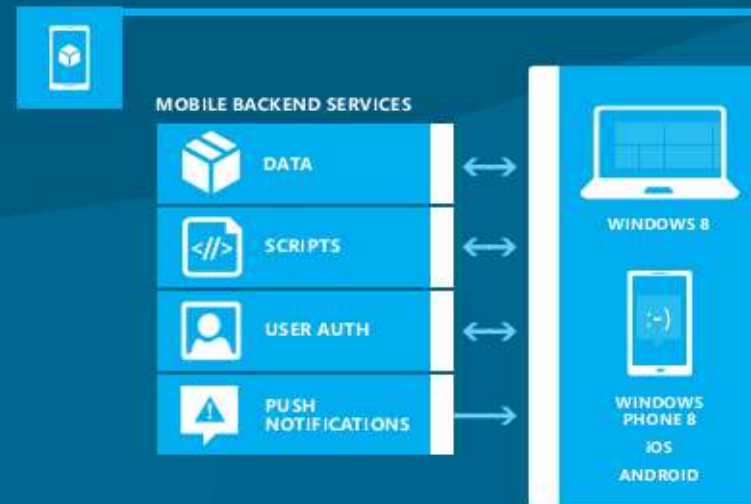 MOBILE BACKEND SERVICES
DATA
</>
SCRIPTS
USER AUTH
PUSH
NOTIFICATIONS
WINDOWS 8
:-)
WINDOWS
PHONE 8
iOS
ANDROID